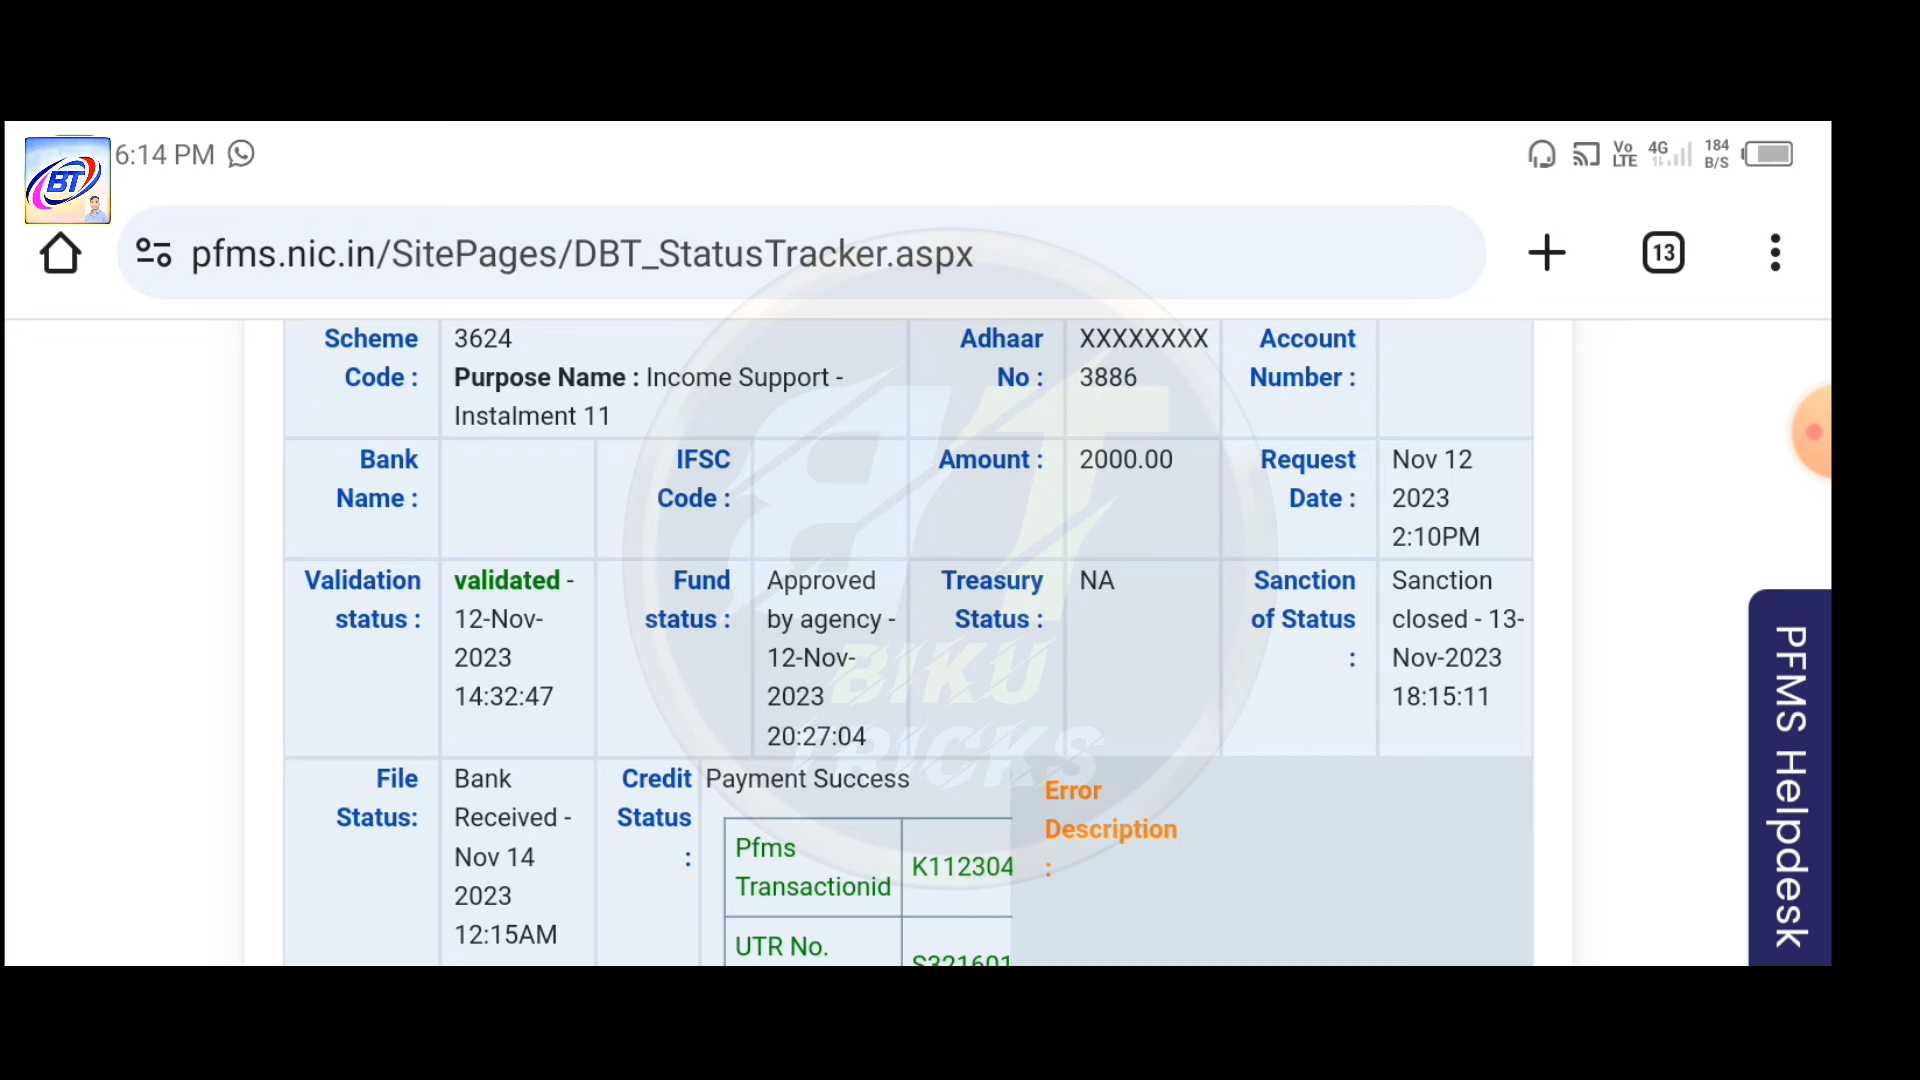 BT
6:14 PM
Vo LTE 4G 184 B/S
pfms.nic.in/SitePages/DBT_StatusTracker.aspx
13
Scheme Code :
3624
Purpose Name : Income Support -
Instalment 11
Adhaar No :
XXXXXXXX
3886
Account Number :
Bank Name :
IFSC Code :
Amount :
2000.00
Request Date :
Nov 12
2023
2:10PM
Validation status :
validated -
12-Nov-
2023
14:32:47
Fund status :
Approved
by agency -
12-Nov-
2023
20:27:04
Treasury Status :
NA
Sanction of Status :
Sanction
closed - 13-
Nov-2023
18:15:11
File Status:
Bank
Received -
Nov 14
2023
12:15AM
Credit Status :
Payment Success
Pfms
Transactionid
K112304
UTR No.
S321601
Error
Description
:
PFMS Helpdesk
BT
BIKU
TRICKS